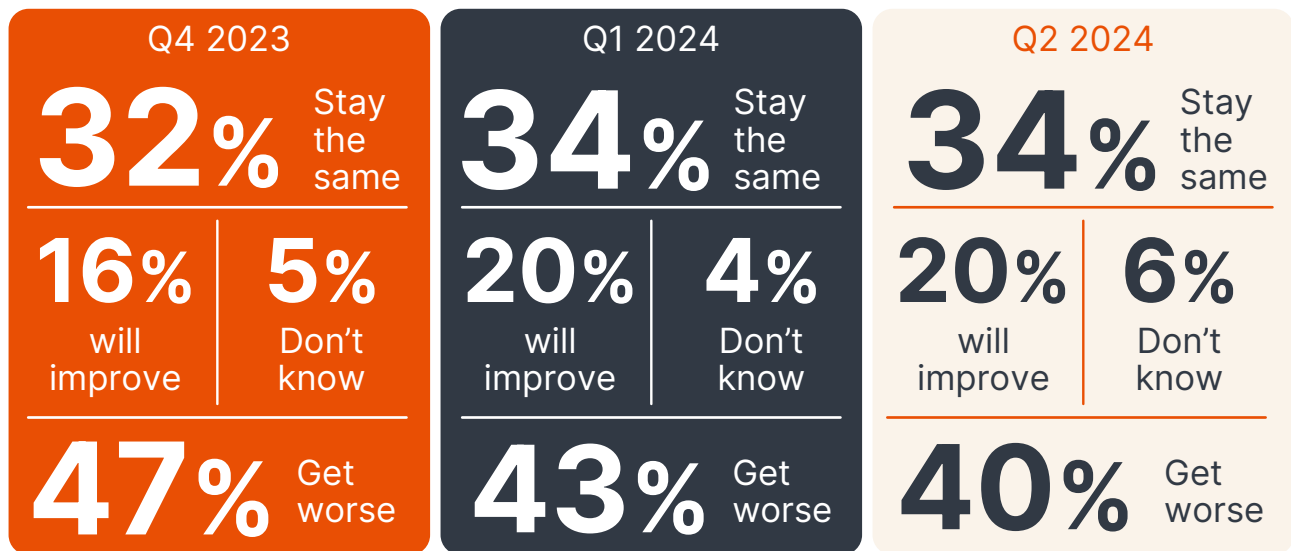 Q4 2023
32% Stay
the
same
16%
will
improve
5%
Don’t
know
47% Get
worse
Q1 2024
34% Stay
the
same
20%
will
improve
4%
Don’t
know
43% Get
worse
Q2 2024
34% Stay
the
same
20%
will
improve
6%
Don’t
know
40% Get
worse